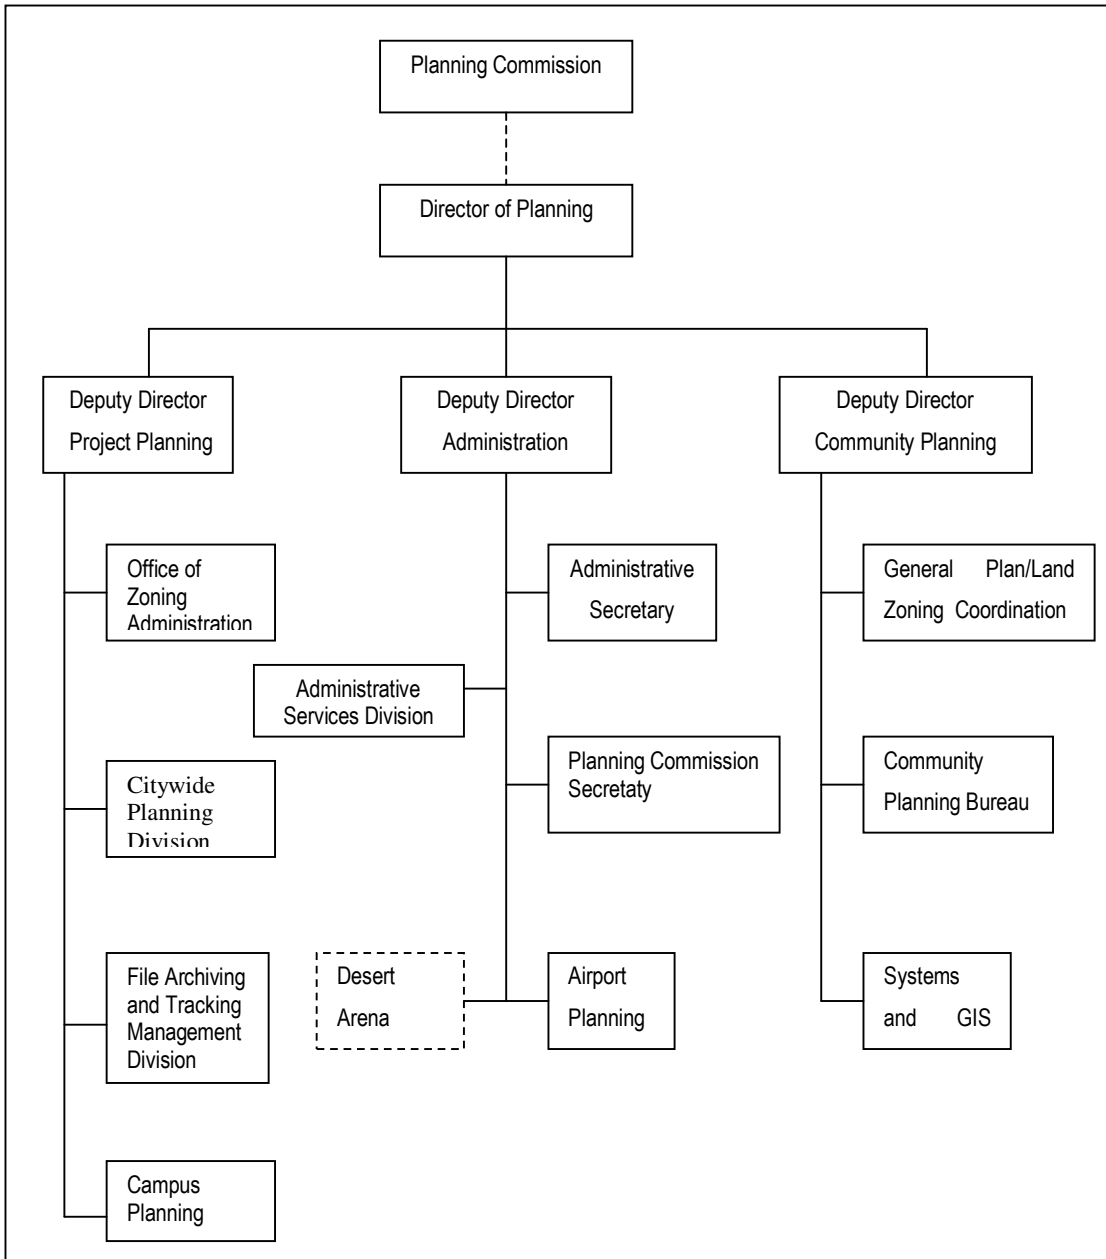 Planning Commission
Director of Planning
Deputy Director
Project Planning
Deputy Director
Administration
Deputy Director
Community Planning
Office of
Zoning
Administration
Administrative
Secretary
General Plan/Land
Zoning Coordination
Administrative
Services Division
Citywide
Planning
Division
Planning Commission
Secretaty
Community
Planning Bureau
File Archiving
and Tracking
Management
Division
Desert
Arena
Airport
Planning
Systems
and GIS
Campus
Planning